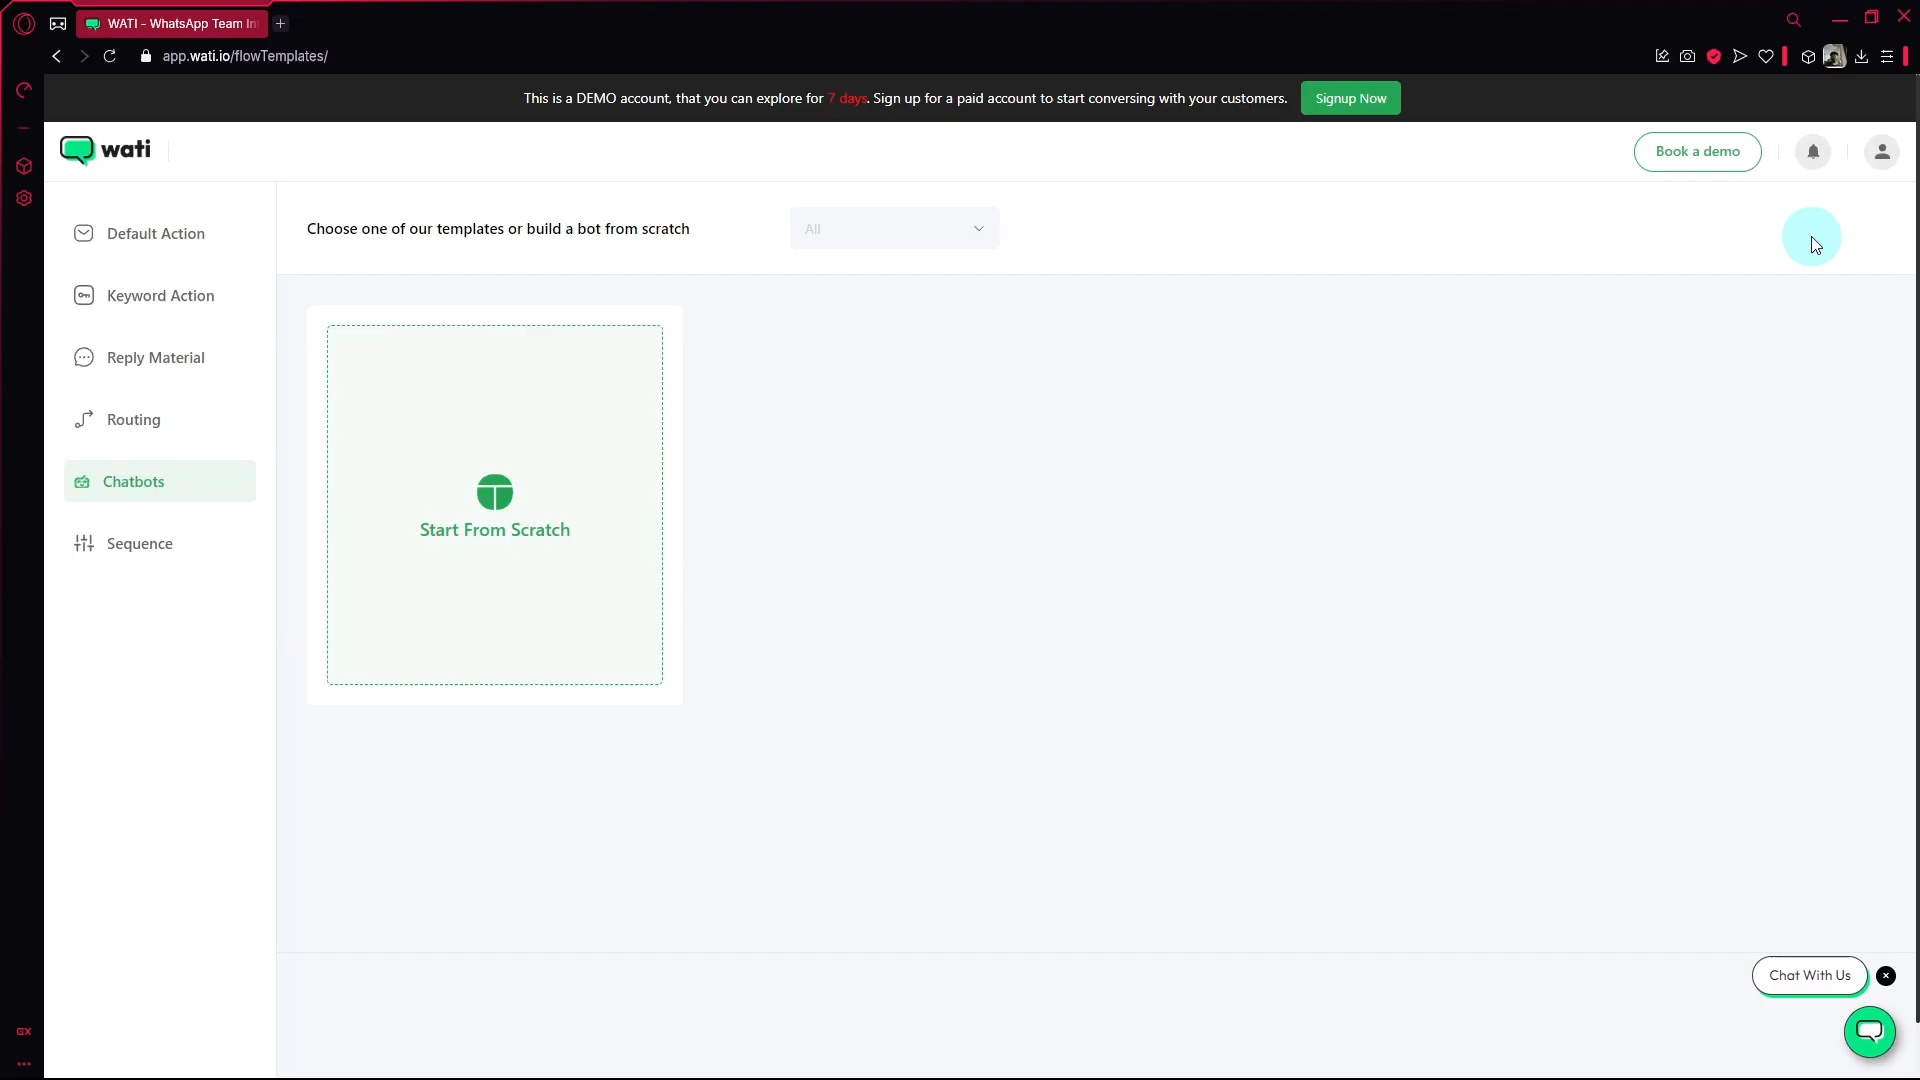 WATI - WhatsApp Team In
app.wati.io/flowTemplates/
This is a DEMO account, that you can explore for 7 days. Sign up for a paid account to start conversing with your customers.
Signup Now
wati
Book a demo
Default Action
Choose one of our templates or build a bot from scratch
All
Keyword Action
Reply Material
Routing
Chatbots
Sequence
Start From Scratch
Chat With Us
GX